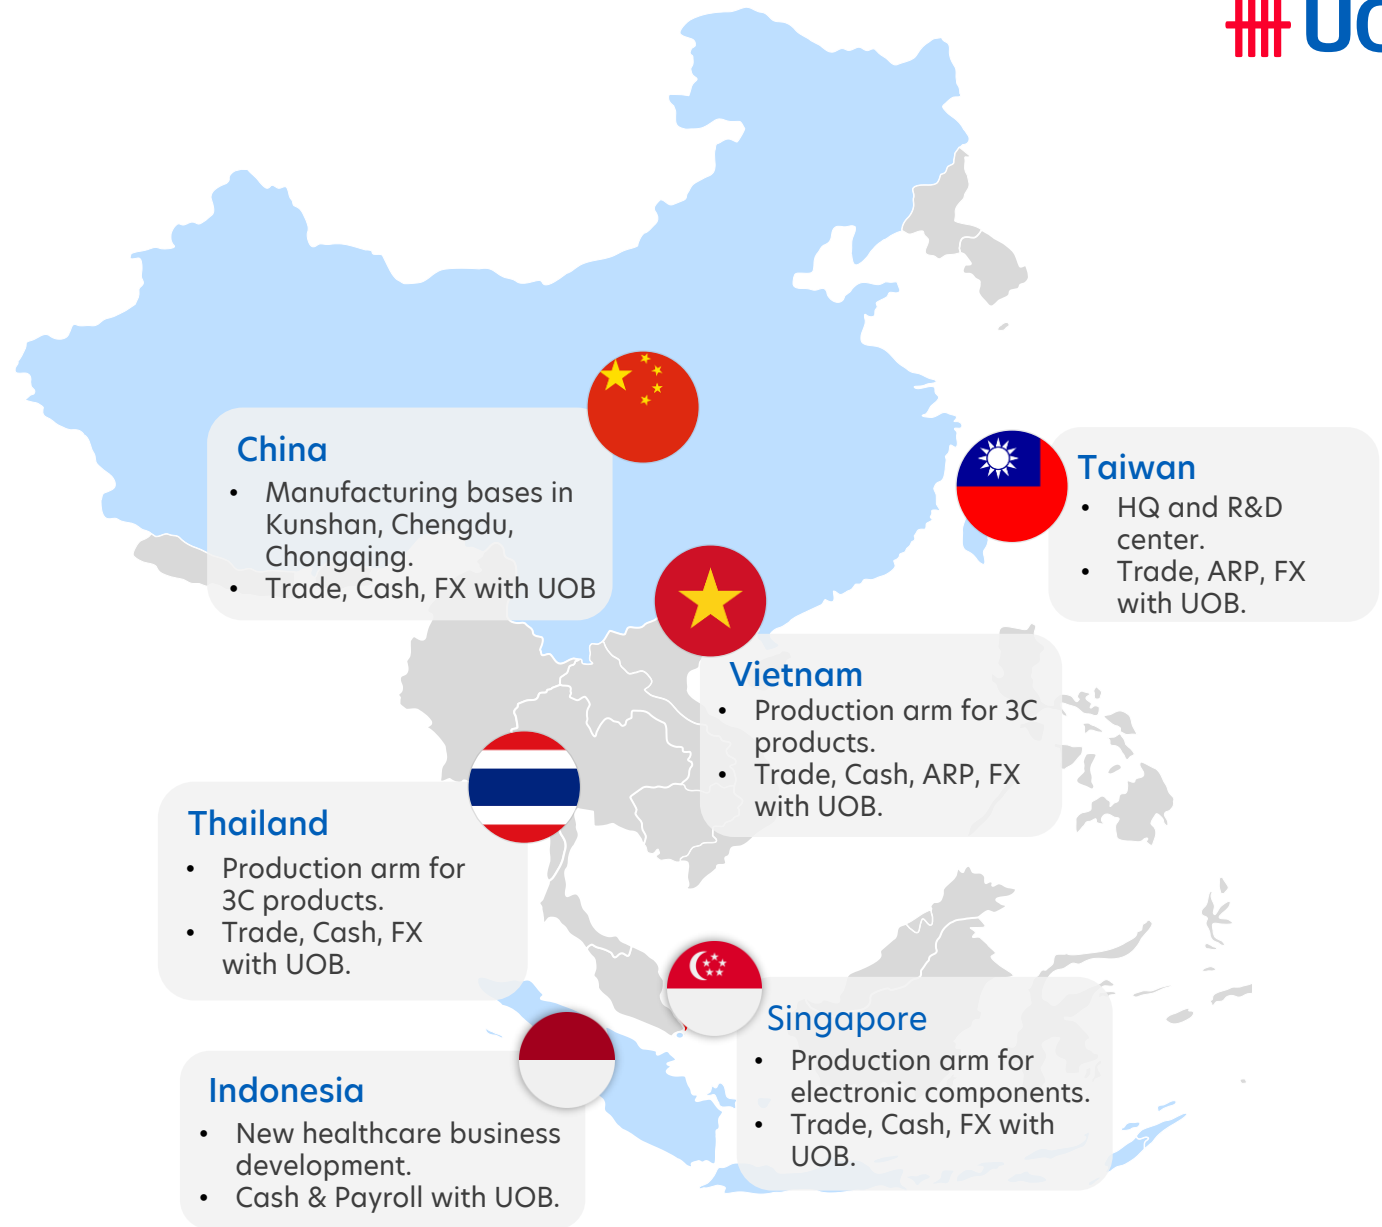 UO
China
• Manufacturing bases in
Kunshan, Chengdu,
Chongqing.
• Trade, Cash, FX with UOB
Taiwan
• HQ and R&D
center.
• Trade, ARP, FX
with UOB.
Vietnam
• Production arm for 3C
products.
• Trade, Cash, ARP, FX
with UOB.
Thailand
• Production arm for
3C products.
• Trade, Cash, FX
with UOB.
Singapore
• Production arm for
electronic components.
• Trade, Cash, FX with
UOB.
Indonesia
• New healthcare business
development.
• Cash & Payroll with UOB.